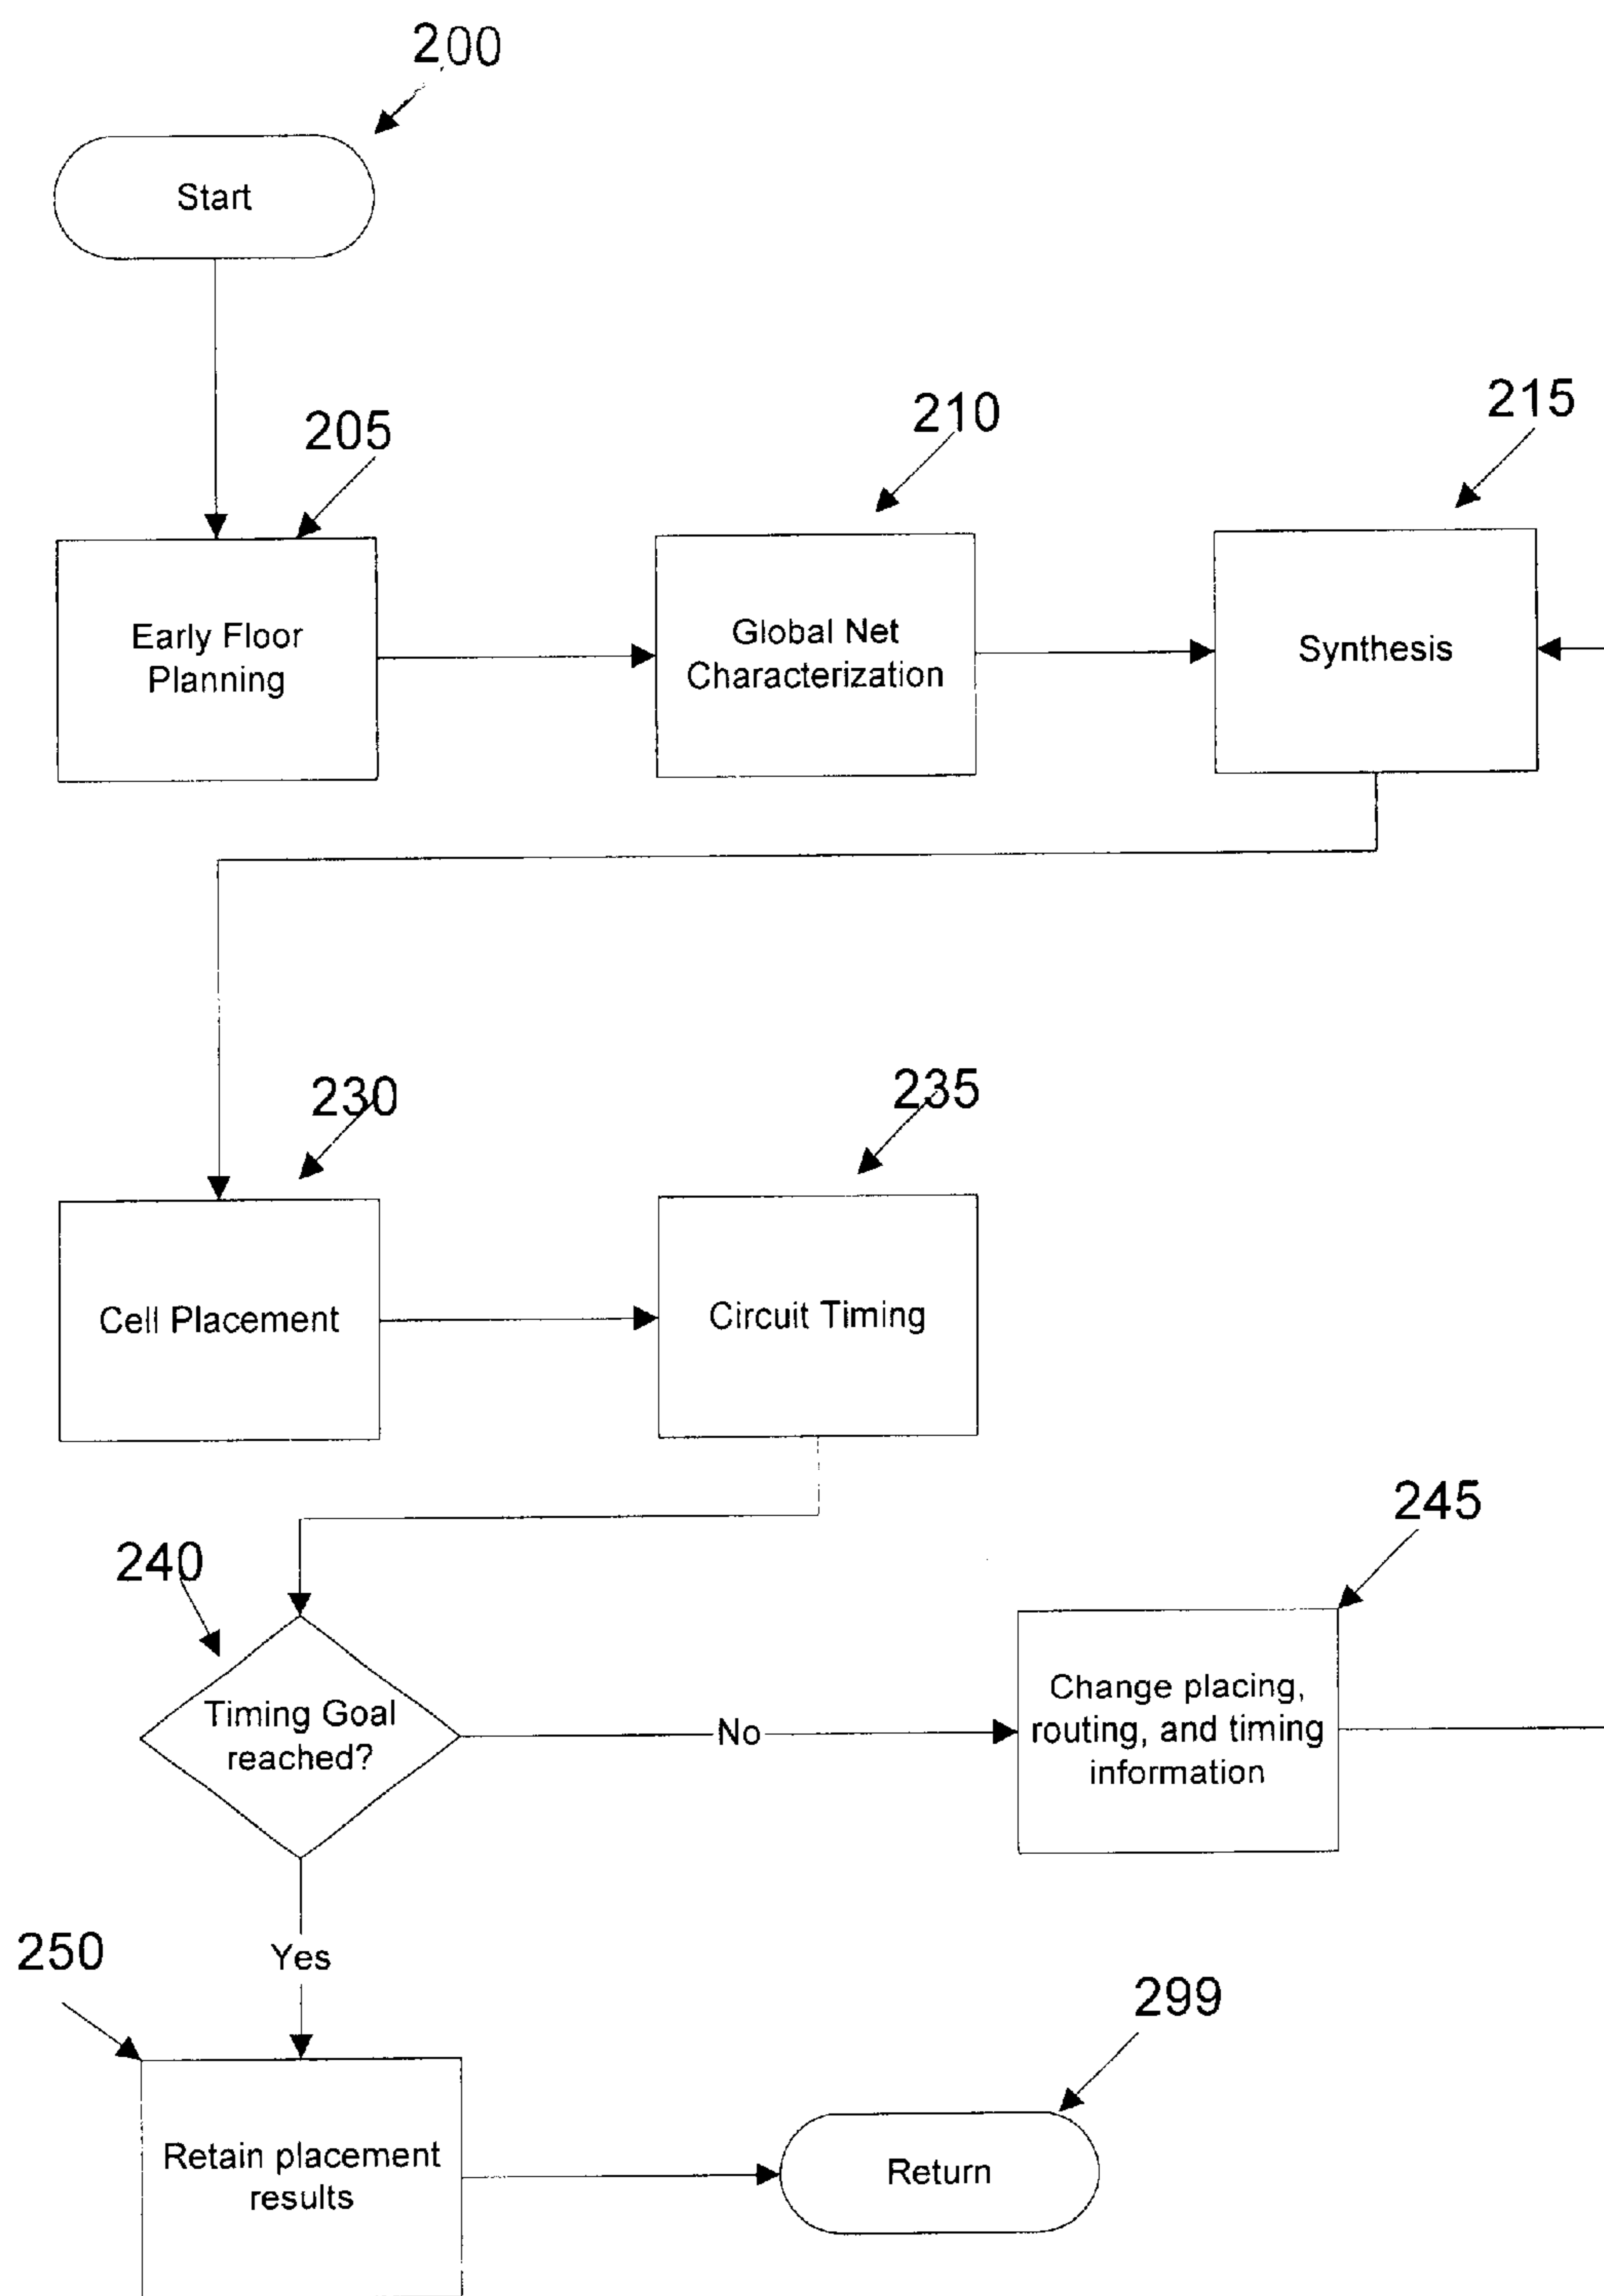 200
Start
205
210
215
Early Floor
Planning
Global Net
Characterization
Synthesis
230
235
Cell Placement
Circuit Timing
240
245
Timing Goal
reached?
No
Change placing,
routing, and timing
information
250
Yes
299
Retain placement
results
Return